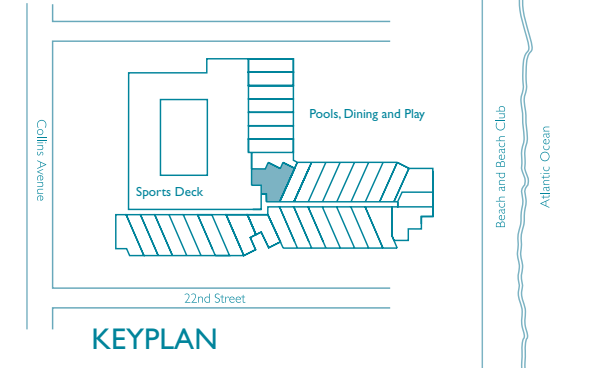 Pools, Dining and Play
Collins Avenue
Beach and Beach Club
Atlantic Ocean
Sports Deck
22nd Street
KEYPLAN